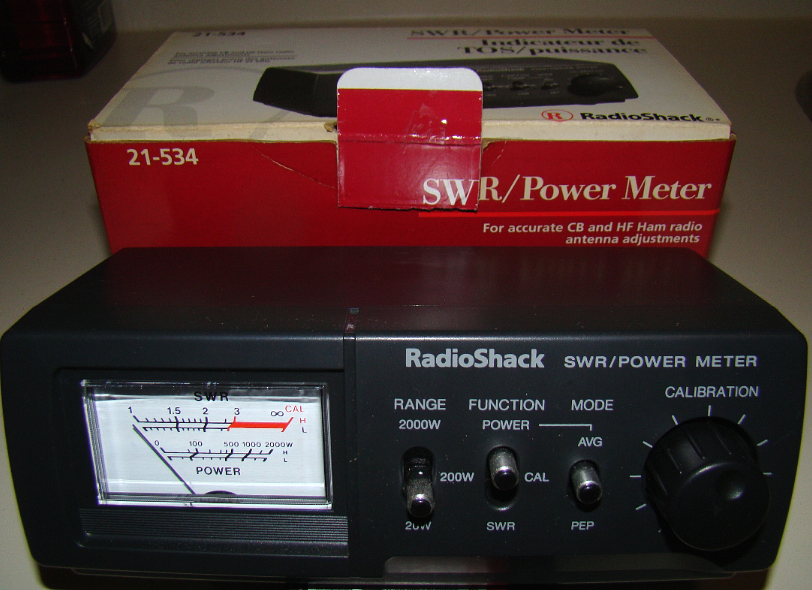 21-534
SWR/Power Meter
Indicateur de
TOS/puissance
R RadioShack®
21-534
SWR/Power Meter
For accurate CB and HF Ham radio
antenna adjustments
RadioShack SWR/POWER METER
CALIBRATION
RANGE FUNCTION MODE
2000W POWER
AVG
200W CAL
20W SWR PEP
SWR
1 1.5 2 3 ∞ CAL
H
L
0 100 500 1000 2000W
H
L
POWER